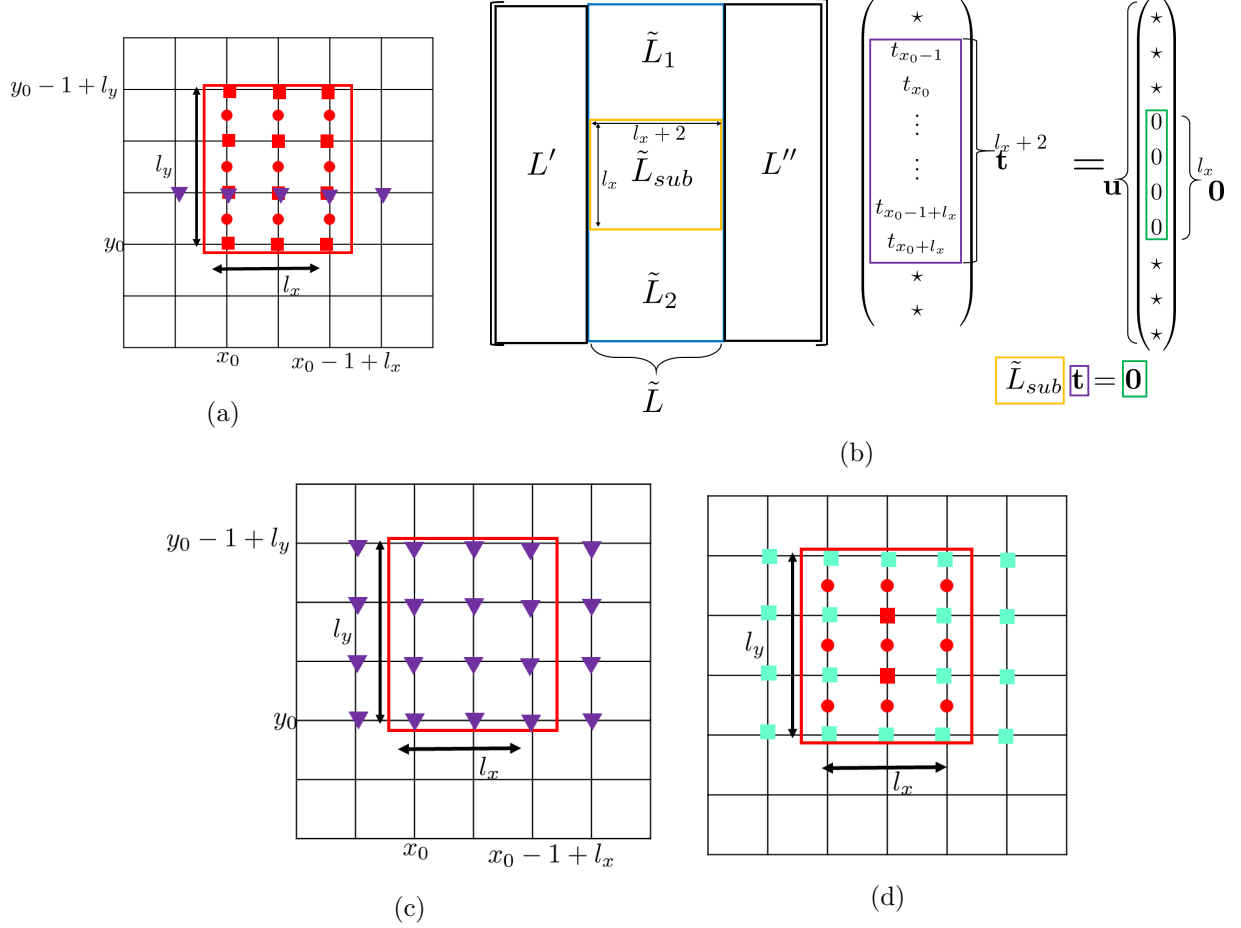 y_0 − 1 + l_y
l_y
y_0
l_x
x_0
x_0 − 1 + l_x
(a)
L′
L̃_1
l_x + 2
L̃_{sub}
l_x
L̃_2
L″
L̃
⋆
t_{x_0−1}
t_{x_0}
⋮
⋮
t_{x_0−1+l_x}
t_{x_0+l_x}
⋆
⋆
l_x + 2
t
=
u
⋆
⋆
⋆
0
0
0
0
⋆
⋆
⋆
l_x
0
L̃_{sub} t = 0
(b)
y_0 − 1 + l_y
l_y
y_0
l_x
x_0
x_0 − 1 + l_x
(c)
l_y
l_x
(d)